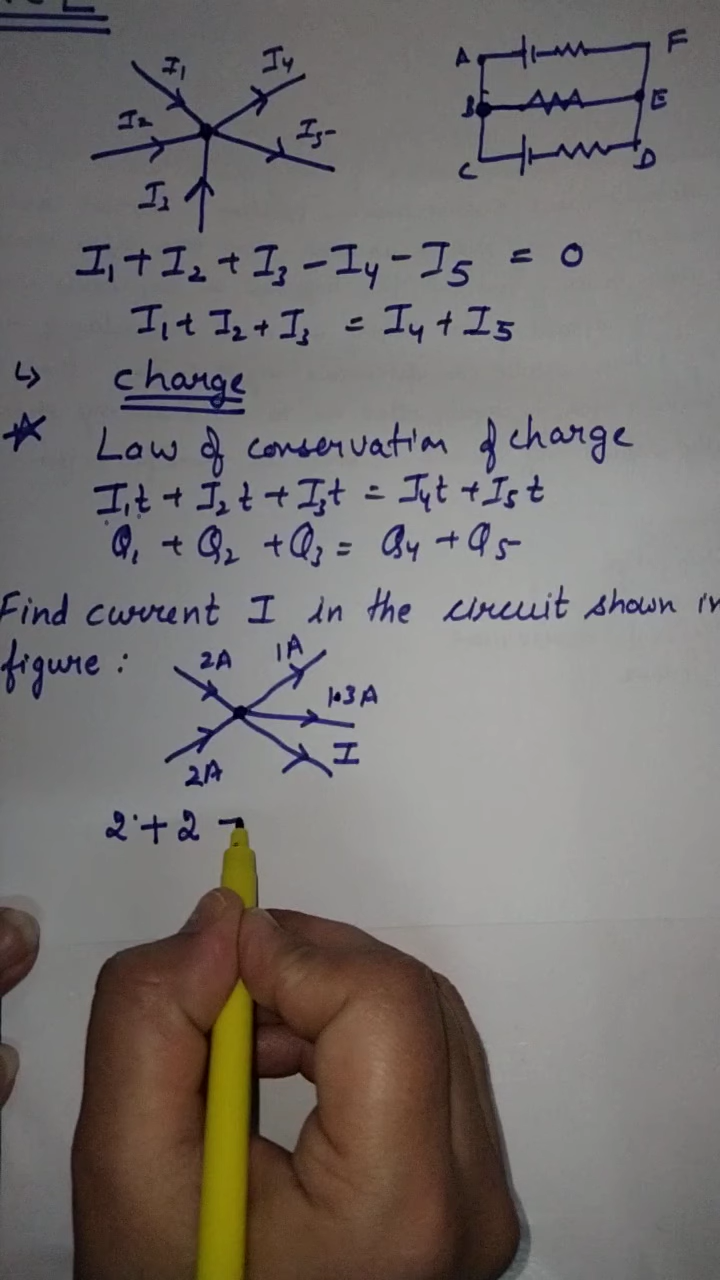 I₁ I₄
I₂ I₅
I₃
A F
B E
C D
I₁ + I₂ + I₃ - I₄ - I₅ = 0
I₁ + I₂ + I₃ = I₄ + I₅
↳ charge
☆ Law of conservation of charge
I₁t + I₂t + I₃t = I₄t + I₅t
Q₁ + Q₂ + Q₃ = Q₄ + Q₅
Find current I in the circuit shown in
figure :
2A 1A
1.3A
I
2A
2 + 2 -